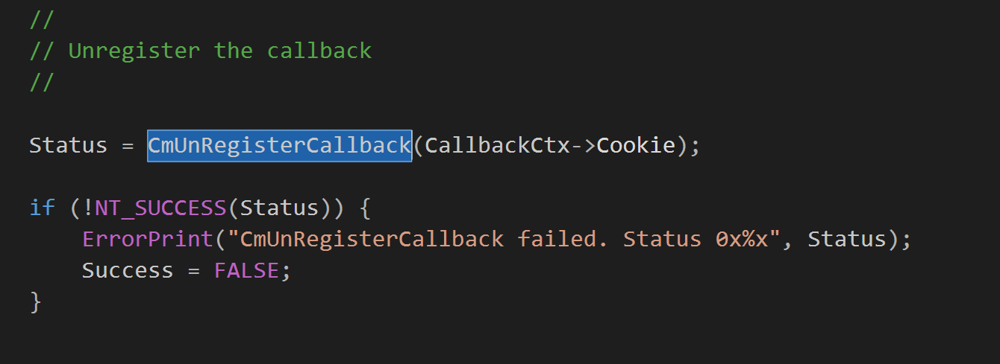 //
// Unregister the callback
//
Status = CmUnRegisterCallback(CallbackCtx->Cookie);
if (!NT_SUCCESS(Status)) {
ErrorPrint("CmUnRegisterCallback failed. Status 0x%x", Status);
Success = FALSE;
}